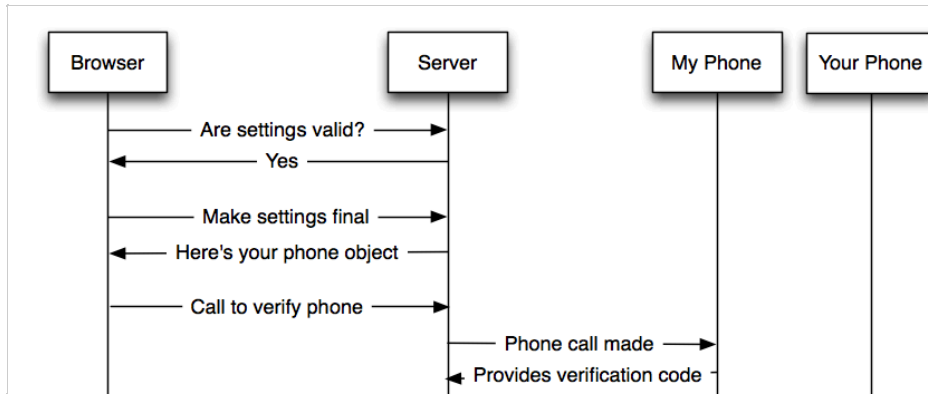 Browser
Server
My Phone
Your Phone
Are settings valid?
Yes
Make settings final
Here's your phone object
Call to verify phone
Phone call made
Provides verification code